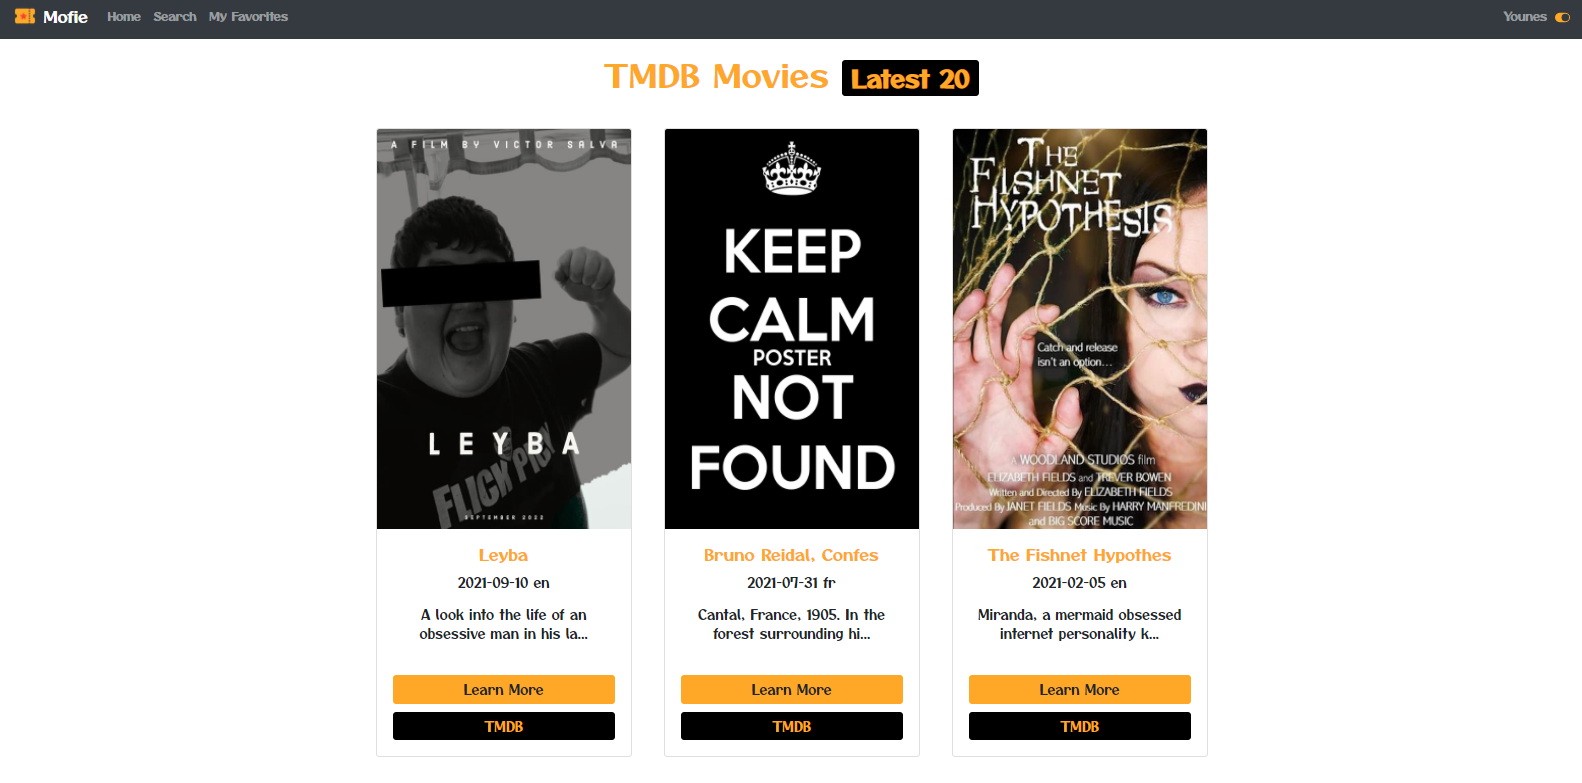 Mofie Home Search My Favorites Younes
TMDB Movies Latest 20
A FILM BY VICTOR SALVA
LEYBA
FLICK PICK
SEPTEMBER 2022
Leyba
2021-09-10 en
A look into the life of an
obsessive man in his la...
Learn More
TMDB
KEEP
CALM
POSTER
NOT
FOUND
Bruno Reidal, Confes
2021-07-31 fr
Cantal, France, 1905. In the
forest surrounding hi...
Learn More
TMDB
THE
FISHNET
HYPOTHESIS
Catch and release
isn't an option...
A WOODLAND STUDIOS film
ELIZABETH FIELDS and TREVER BOWEN
Written and Directed By ELIZABETH FIELDS
Produced By JANET FIELDS Music By HARRY MANFREDINI
and BIG SCORE MUSIC
The Fishnet Hypothes
2021-02-05 en
Miranda, a mermaid obsessed
internet personality k...
Learn More
TMDB